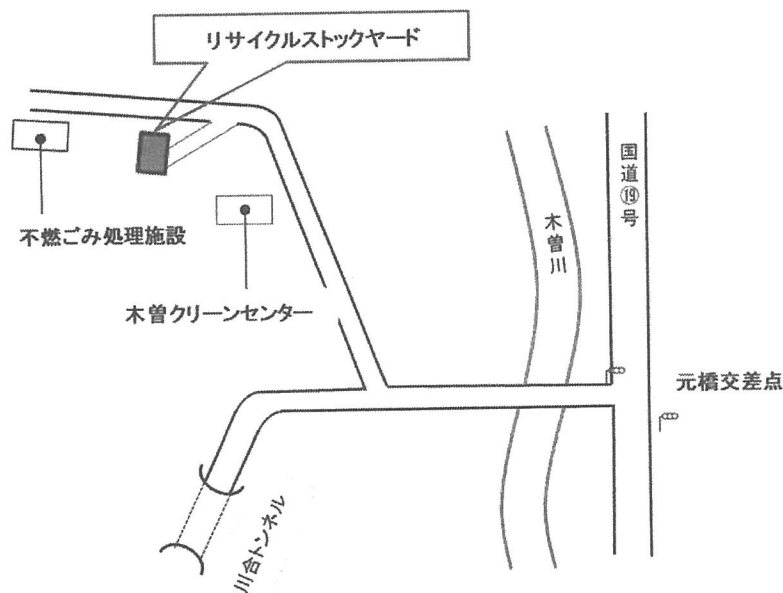 リサイクルストックヤード
国道⑲号
木曽川
不燃ごみ処理施設
木曽クリーンセンター
元橋交差点
川合トンネル